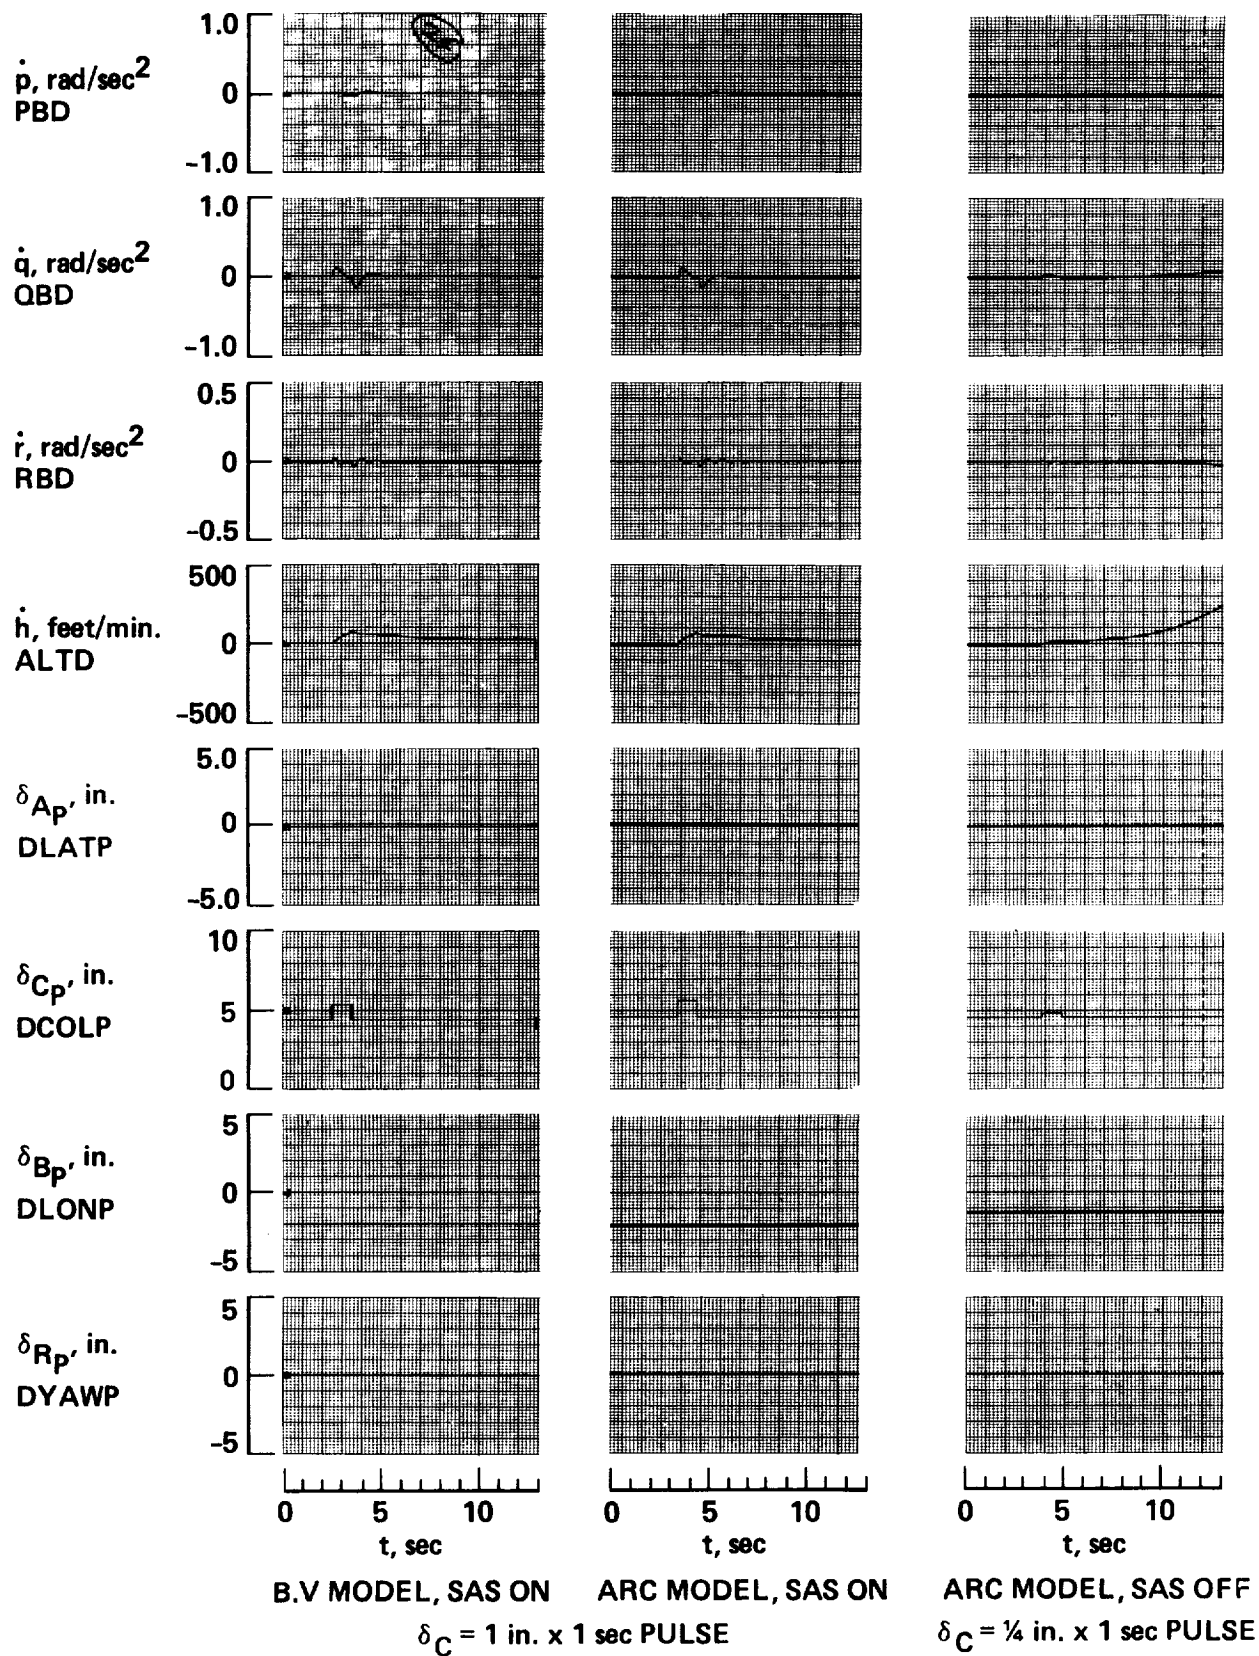 1.0
ṗ, rad/sec²
0
PBD
-1.0
1.0
q̇, rad/sec²
0
QBD
-1.0
0.5
ṙ, rad/sec²
0
RBD
-0.5
500
ḣ, feet/min.
0
ALTD
-500
5.0
δAp, in.
0
DLATP
-5.0
10
δCp, in.
5
DCOLP
0
5
δBp, in.
0
DLONP
-5
5
δRp, in.
0
DYAWP
-5
0 5 10 0 5 10 0 5 10
t, sec t, sec t, sec
B.V MODEL, SAS ON ARC MODEL, SAS ON ARC MODEL, SAS OFF
δC = 1 in. x 1 sec PULSE δC = ¼ in. x 1 sec PULSE